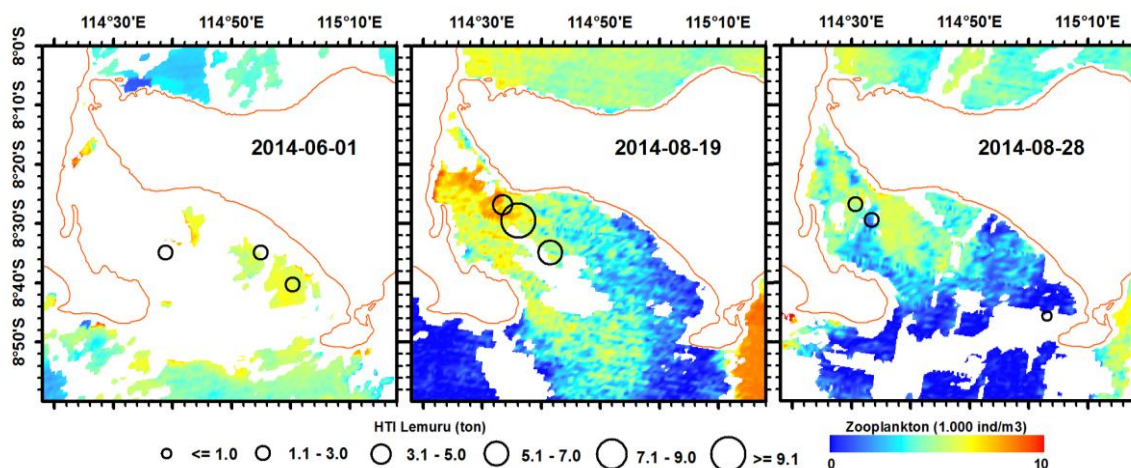 114°30'E 114°50'E 115°10'E 114°30'E 114°50'E 115°10'E 114°30'E 114°50'E 115°10'E
8°0'S
8°10'S
2014-06-01 2014-08-19 2014-08-28
8°20'S
8°30'S
8°40'S
8°50'S
HTI Lemuru (ton) Zooplankton (1.000 ind/m3)
<= 1.0 1.1 - 3.0 3.1 - 5.0 5.1 - 7.0 7.1 - 9.0 >= 9.1
0 10